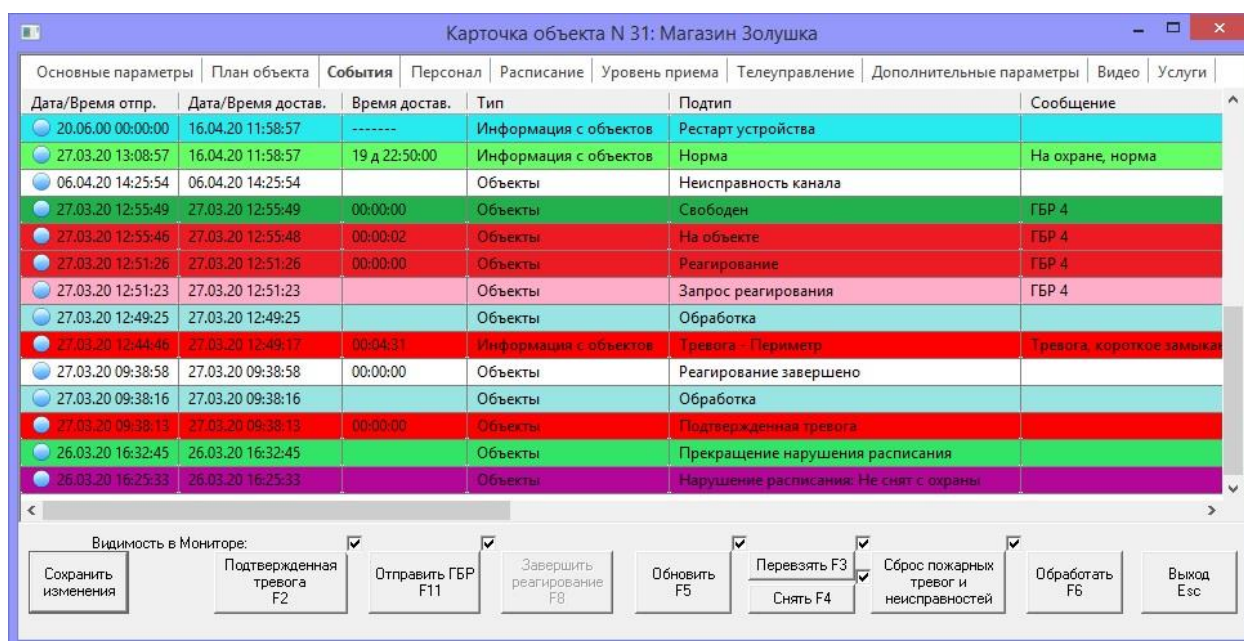 Карточка объекта N 31: Магазин Золушка
Основные параметры План объекта События Персонал Расписание Уровень приема Телеуправление Дополнительные параметры Видео Услуги
Дата/Время отпр. Дата/Время достав. Время достав. Тип Подтип Сообщение
20.06.00 00:00:00 16.04.20 11:58:57 ------- Информация с объектов Рестарт устройства
27.03.20 13:08:57 16.04.20 11:58:57 19 д 22:50:00 Информация с объектов Норма На охране, норма
06.04.20 14:25:54 06.04.20 14:25:54 Объекты Неисправность канала
27.03.20 12:55:49 27.03.20 12:55:49 00:00:00 Объекты Свободен ГБР 4
27.03.20 12:55:46 27.03.20 12:55:48 00:00:02 Объекты На объекте ГБР 4
27.03.20 12:51:26 27.03.20 12:51:26 00:00:00 Объекты Реагирование ГБР 4
27.03.20 12:51:23 27.03.20 12:51:23 Объекты Запрос реагирования ГБР 4
27.03.20 12:49:25 27.03.20 12:49:25 Объекты Обработка
27.03.20 12:44:46 27.03.20 12:49:17 00:04:31 Информация с объектов Тревога - Периметр Тревога, короткое замыкан
27.03.20 09:38:58 27.03.20 09:38:58 00:00:00 Объекты Реагирование завершено
27.03.20 09:38:16 27.03.20 09:38:16 Объекты Обработка
27.03.20 09:38:13 27.03.20 09:38:13 00:00:00 Объекты Подтвержденная тревога
26.03.20 16:32:45 26.03.20 16:32:45 Объекты Прекращение нарушения расписания
26.03.20 16:25:33 26.03.20 16:25:33 Объекты Нарушение расписания: Не снят с охраны
Видимость в Мониторе:
Сохранить
изменения
Подтвержденная
тревога
F2
Отправить ГБР
F11
Завершить
реагирование
F8
Обновить
F5
Перевзять F3
Снять F4
Сброс пожарных
тревог и
неисправностей
Обработать
F6
Выход
Esc